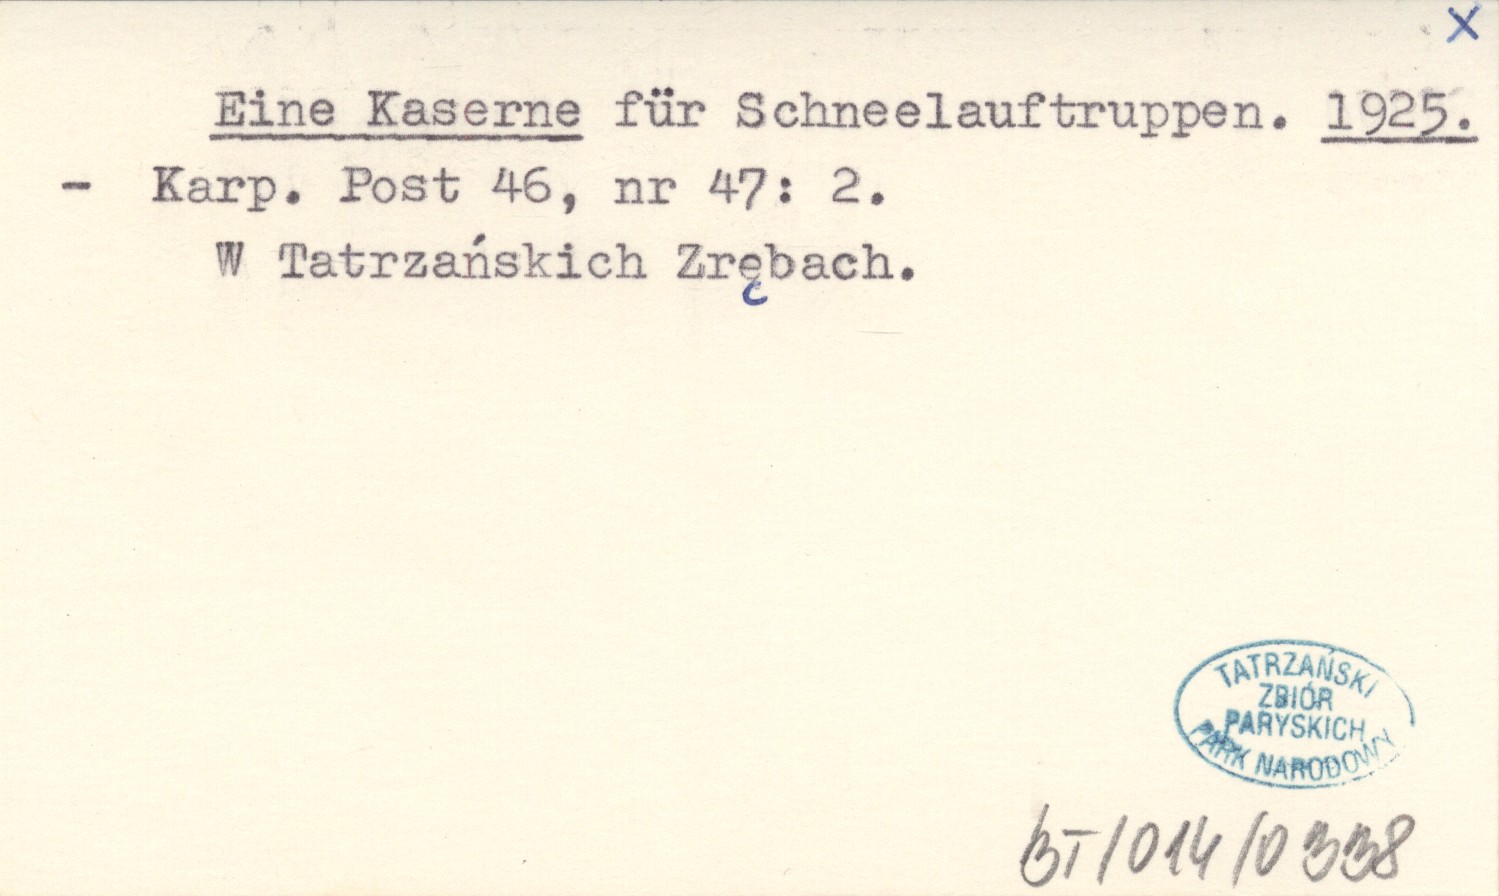 x
Eine Kaserne für Schneelauftruppen. 1925.
- Karp. Post 46, nr 47: 2.
W Tatrzańskich Zrębach.
TATRZAŃSKI
ZBIÓR
PARYSKICH
PARK NARODOWY
BT/014/0338